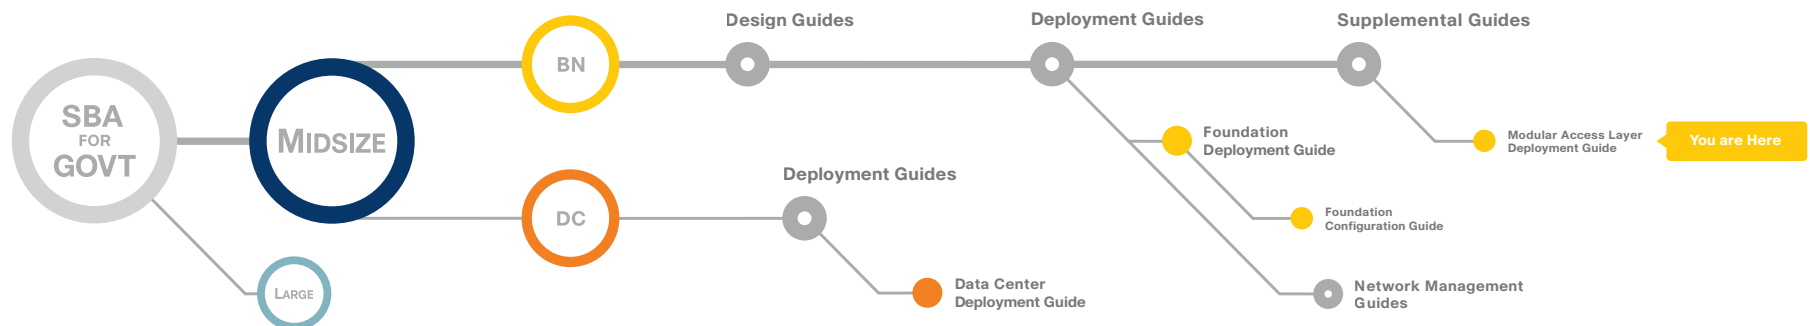 SBA
FOR
GOVT
MIDSIZE
LARGE
BN
DC
Design Guides
Deployment Guides
Supplemental Guides
Foundation
Deployment Guide
Modular Access Layer
Deployment Guide
You are Here
Deployment Guides
Foundation
Configuration Guide
Data Center
Deployment Guide
Network Management
Guides